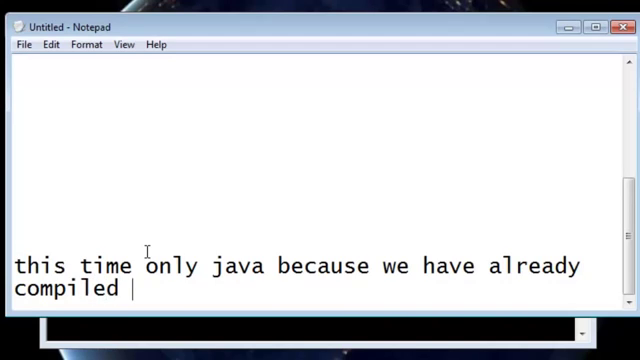 Untitled - Notepad
File Edit Format View Help
this time only java because we have already
compiled